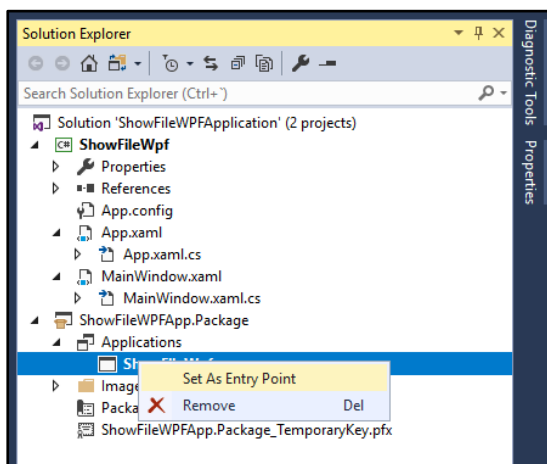 Solution Explorer
Search Solution Explorer (Ctrl+`)
Solution 'ShowFileWPFApplication' (2 projects)
C# ShowFileWpf
Properties
References
App.config
App.xaml
App.xaml.cs
MainWindow.xaml
MainWindow.xaml.cs
ShowFileWPFApp.Package
Applications
Set As Entry Point
Image
Remove Del
Packa
ShowFileWPFApp.Package_TemporaryKey.pfx
Diagnostic Tools
Properties